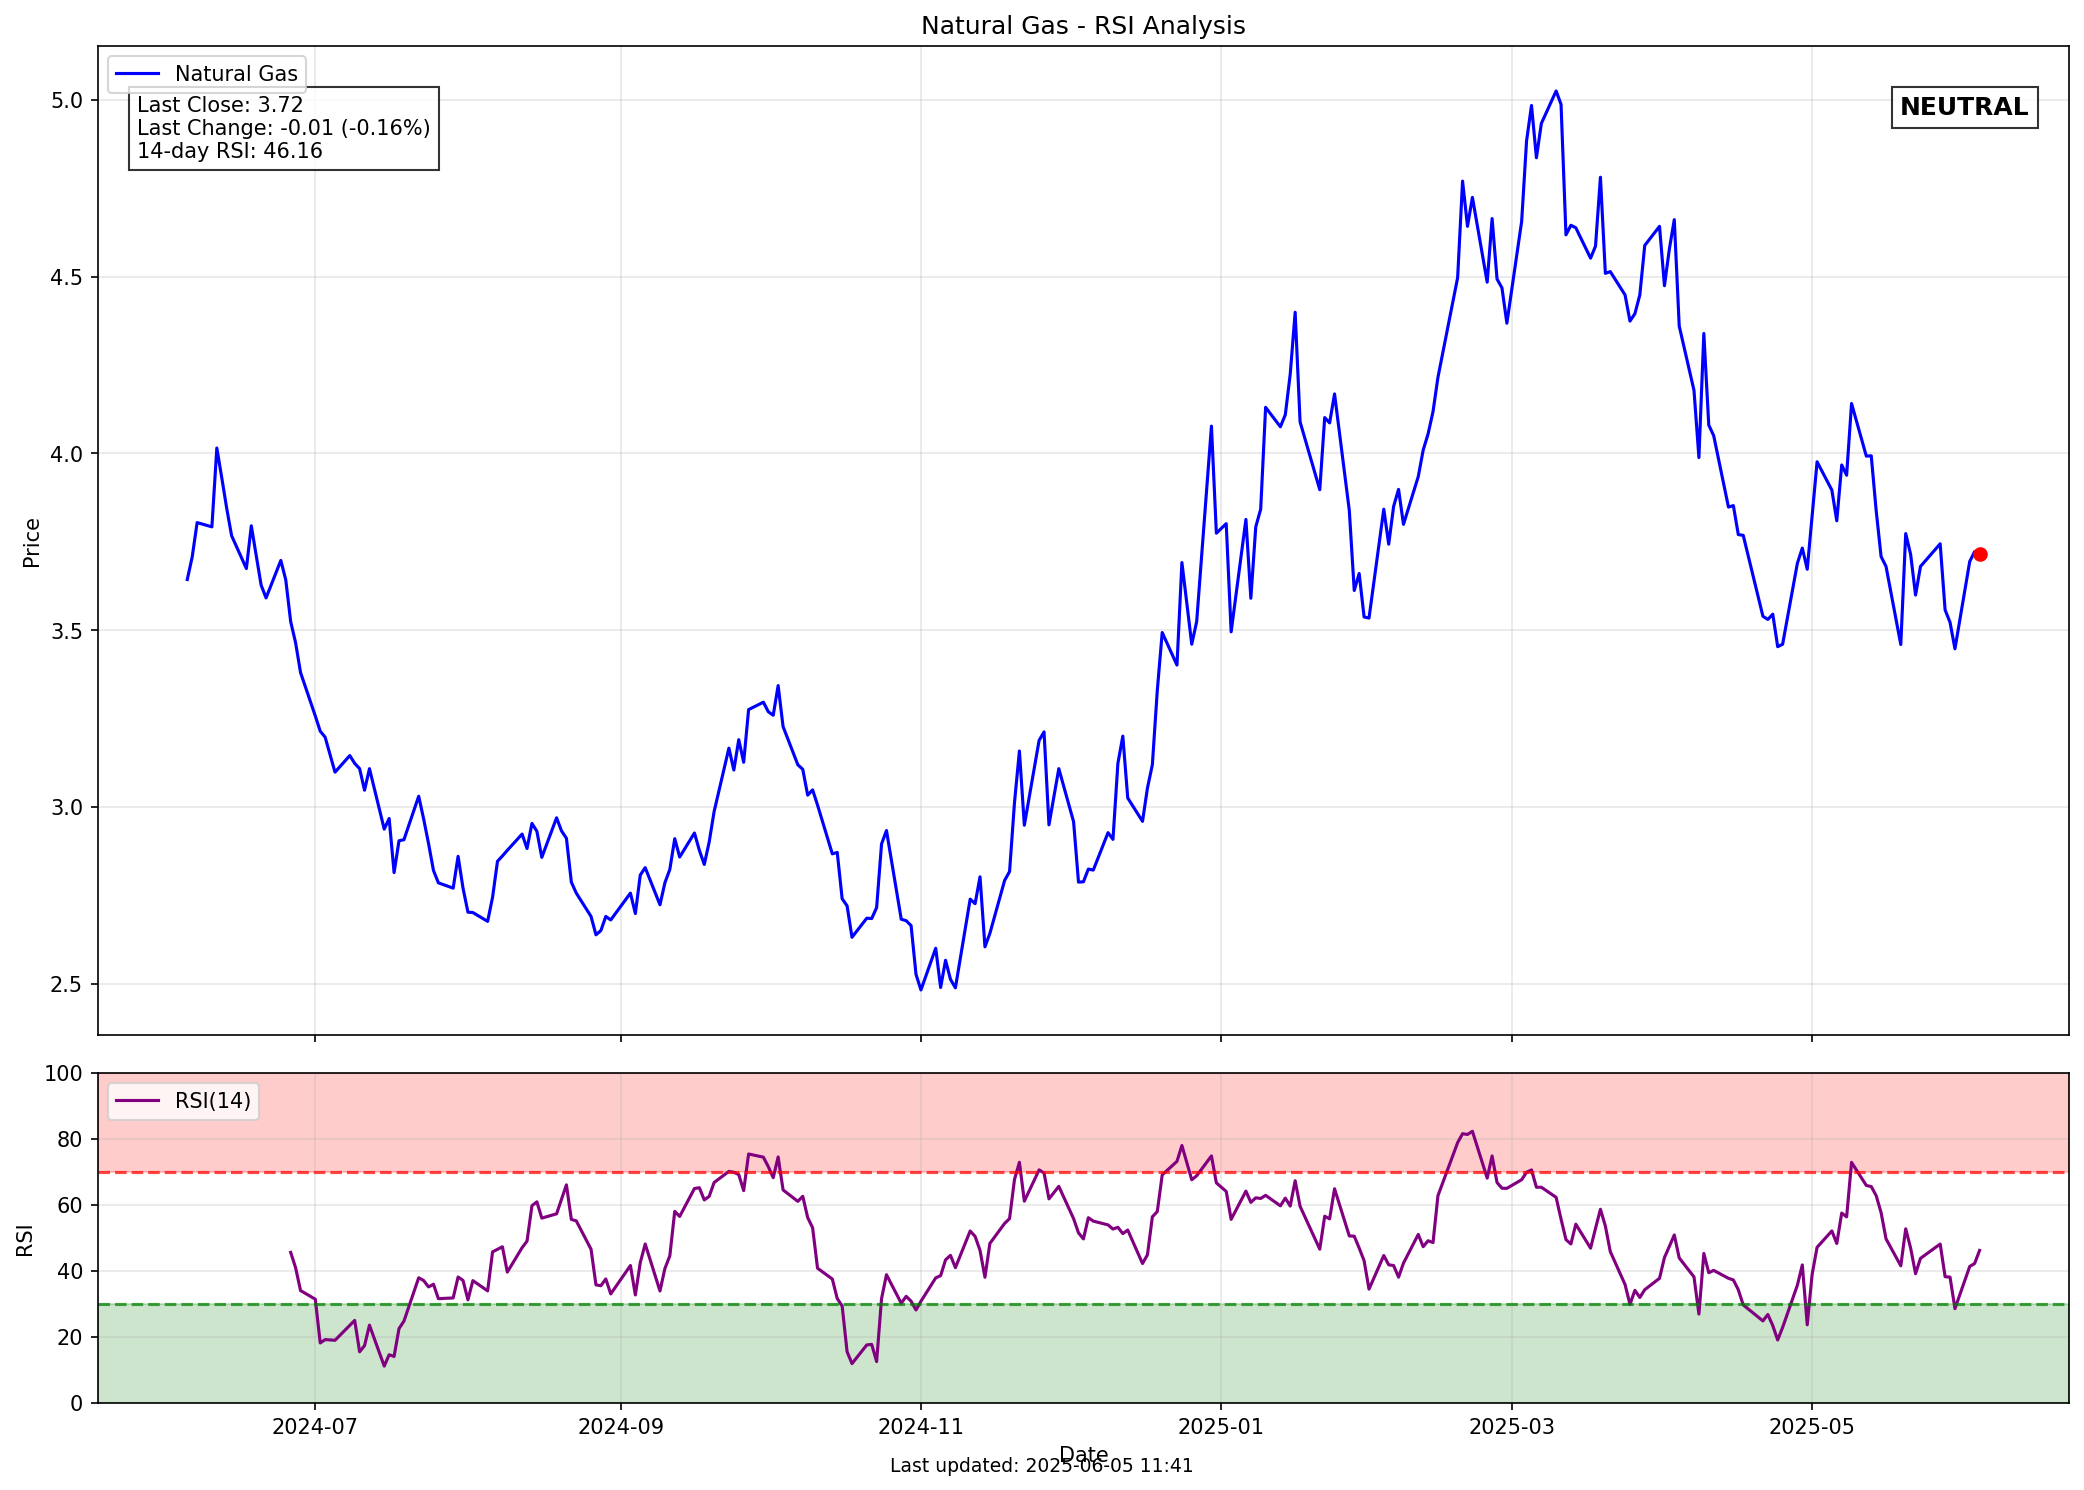 Natural Gas - RSI Analysis
Natural Gas
Last Close: 3.72
Last Change: -0.01 (-0.16%)
14-day RSI: 46.16
NEUTRAL
Price
5.0
4.5
4.0
3.5
3.0
2.5
RSI(14)
RSI
100
80
60
40
20
0
2024-07
2024-09
2024-11
2025-01
2025-03
2025-05
Date
Last updated: 2025-06-05 11:41